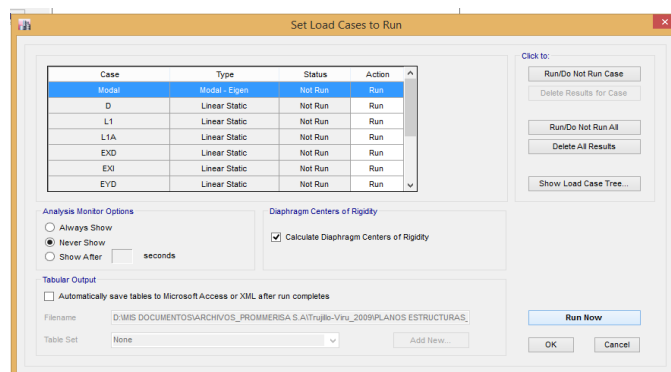 Set Load Cases to Run
Click to:
Case Type Status Action
Modal Modal - Eigen Not Run Run
D Linear Static Not Run Run
L1 Linear Static Not Run Run
L1A Linear Static Not Run Run
EXD Linear Static Not Run Run
EXI Linear Static Not Run Run
EYD Linear Static Not Run Run
Run/Do Not Run Case
Delete Results for Case
Run/Do Not Run All
Delete All Results
Show Load Case Tree...
Analysis Monitor Options
Always Show
Never Show
Show After seconds
Diaphragm Centers of Rigidity
Calculate Diaphragm Centers of Rigidity
Tabular Output
Automatically save tables to Microsoft Access or XML after run completes
Filename D:\MIS DOCUMENTOS\ARCHIVOS_PROMMERISA S.A\Trujillo-Viru_2009\PLANOS ESTRUCTURAS_
Table Set None Add New...
Run Now
OK Cancel